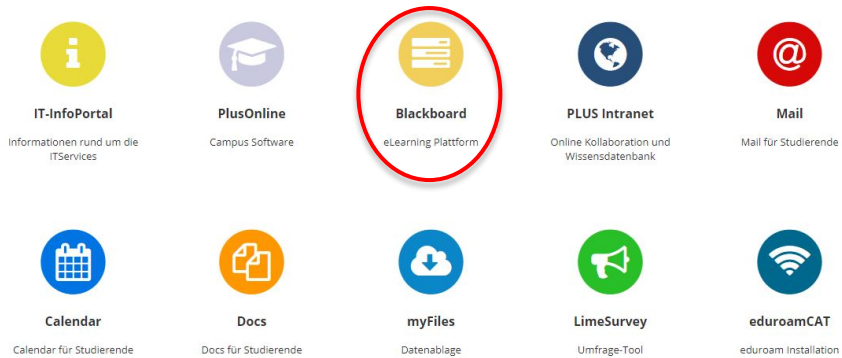 IT-InfoPortal
Informationen rund um die
ITServices
PlusOnline
Campus Software
Blackboard
eLearning Plattform
PLUS Intranet
Online Kollaboration und
Wissensdatenbank
@
Mail
Mail für Studierende
Calendar
Calendar für Studierende
Docs
Docs für Studierende
myFiles
Datenablage
LimeSurvey
Umfrage-Tool
eduroamCAT
eduroam Installation